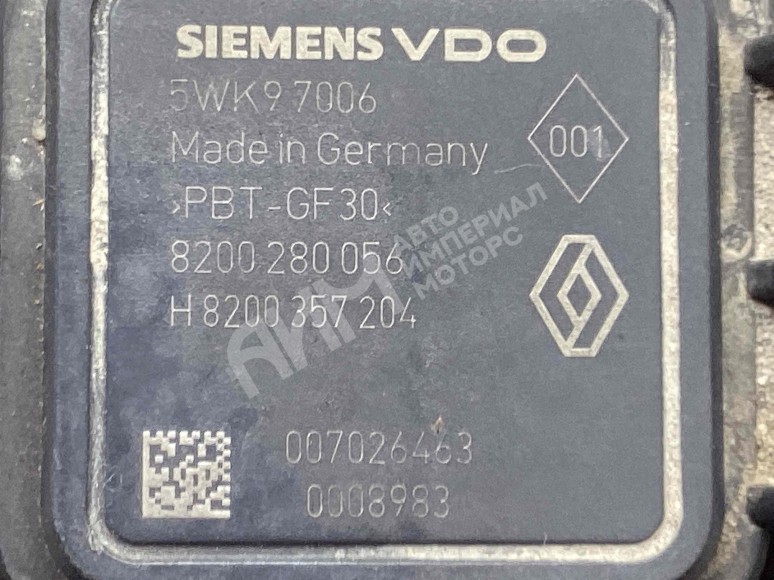 SIEMENS VDO
5WK9 7006
Made in Germany
001
>PBT-GF30<
8200 280 056
H 8200 357 204
АИМ АВТО
ИМПЕРИАЛ
МОТОРС
007026463
0008983